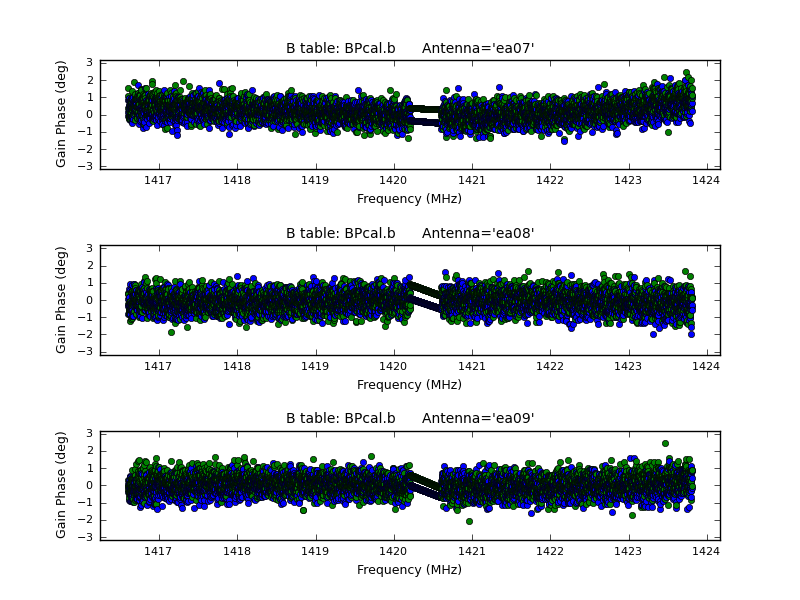 B table: BPcal.b Antenna='ea07'
Gain Phase (deg)
3
2
1
0
−1
−2
−3
1417 1418 1419 1420 1421 1422 1423 1424
Frequency (MHz)
B table: BPcal.b Antenna='ea08'
Gain Phase (deg)
3
2
1
0
−1
−2
−3
1417 1418 1419 1420 1421 1422 1423 1424
Frequency (MHz)
B table: BPcal.b Antenna='ea09'
Gain Phase (deg)
3
2
1
0
−1
−2
−3
1417 1418 1419 1420 1421 1422 1423 1424
Frequency (MHz)